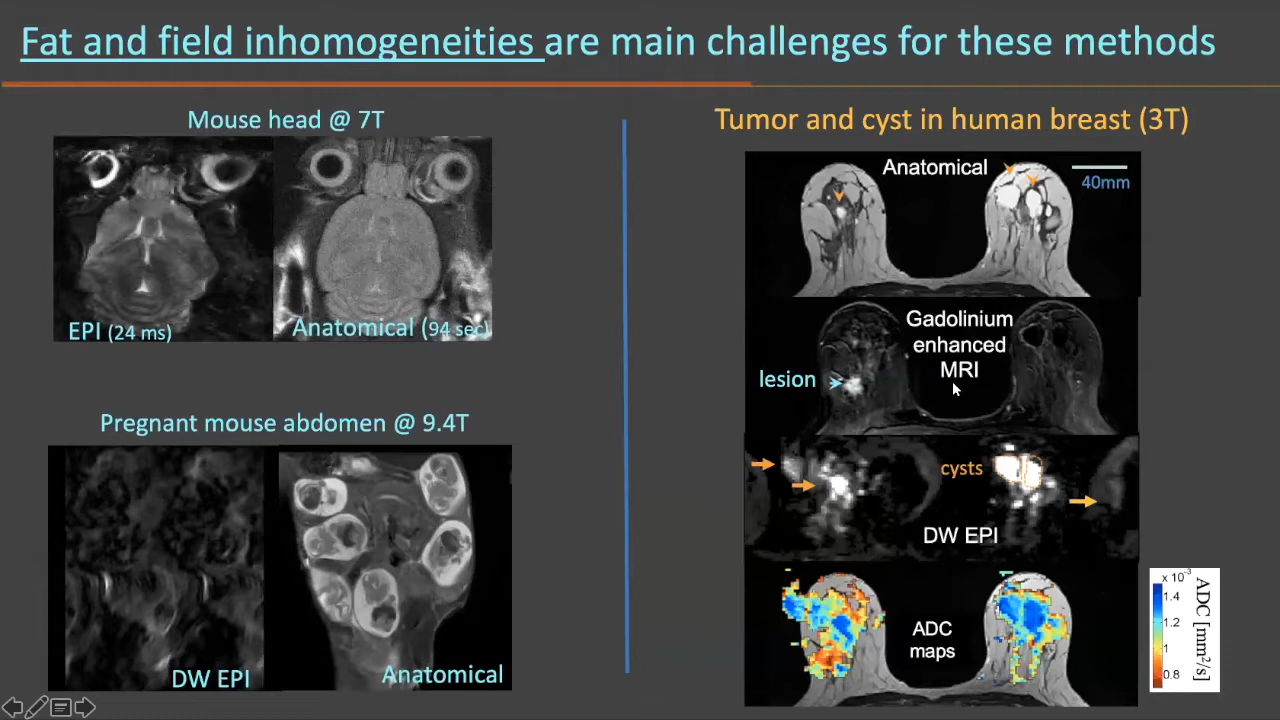 Fat and field inhomogeneities are main challenges for these methods
Mouse head @ 7T
EPI (24 ms)
Anatomical (94 sec)
Pregnant mouse abdomen @ 9.4T
DW EPI
Anatomical
Tumor and cyst in human breast (3T)
Anatomical
40mm
Gadolinium
enhanced
MRI
lesion
cysts
DW EPI
ADC
maps
x 10⁻³
1.4
1.2
1
0.8
ADC [mm²/s]